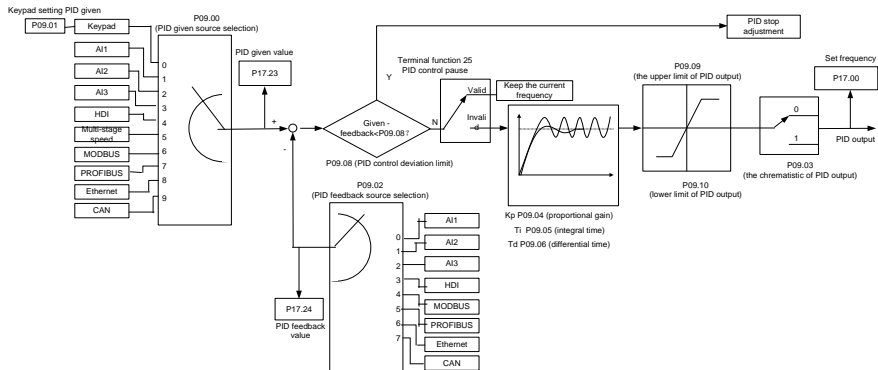 Keypad setting PID given
P09.01
Keypad
AI1
AI2
AI3
HDI
Multi-stage
speed
MODBUS
PROFIBUS
Ethernet
CAN
P09.00
(PID given source selection)
0
1
2
3
4
5
6
7
8
9
PID given value
P17.23
+
-
Y
Given -
feedback<P09.08?
N
P09.08 (PID control deviation limit)
Terminal function 25
PID control pause
Valid
Invali
d
Keep the current
frequency
PID stop
adjustment
Kp P09.04 (proportional gain)
Ti P09.05 (integral time)
Td P09.06 (differential time)
P09.09
(the upper limit of PID output)
P09.10
(lower limit of PID output)
0
1
P09.03
(the chrematistic of PID output)
Set frequency
P17.00
PID output
P09.02
(PID feedback source selection)
0
1
2
3
4
5
6
7
AI1
AI2
AI3
HDI
MODBUS
PROFIBUS
Ethernet
CAN
P17.24
PID feedback
value